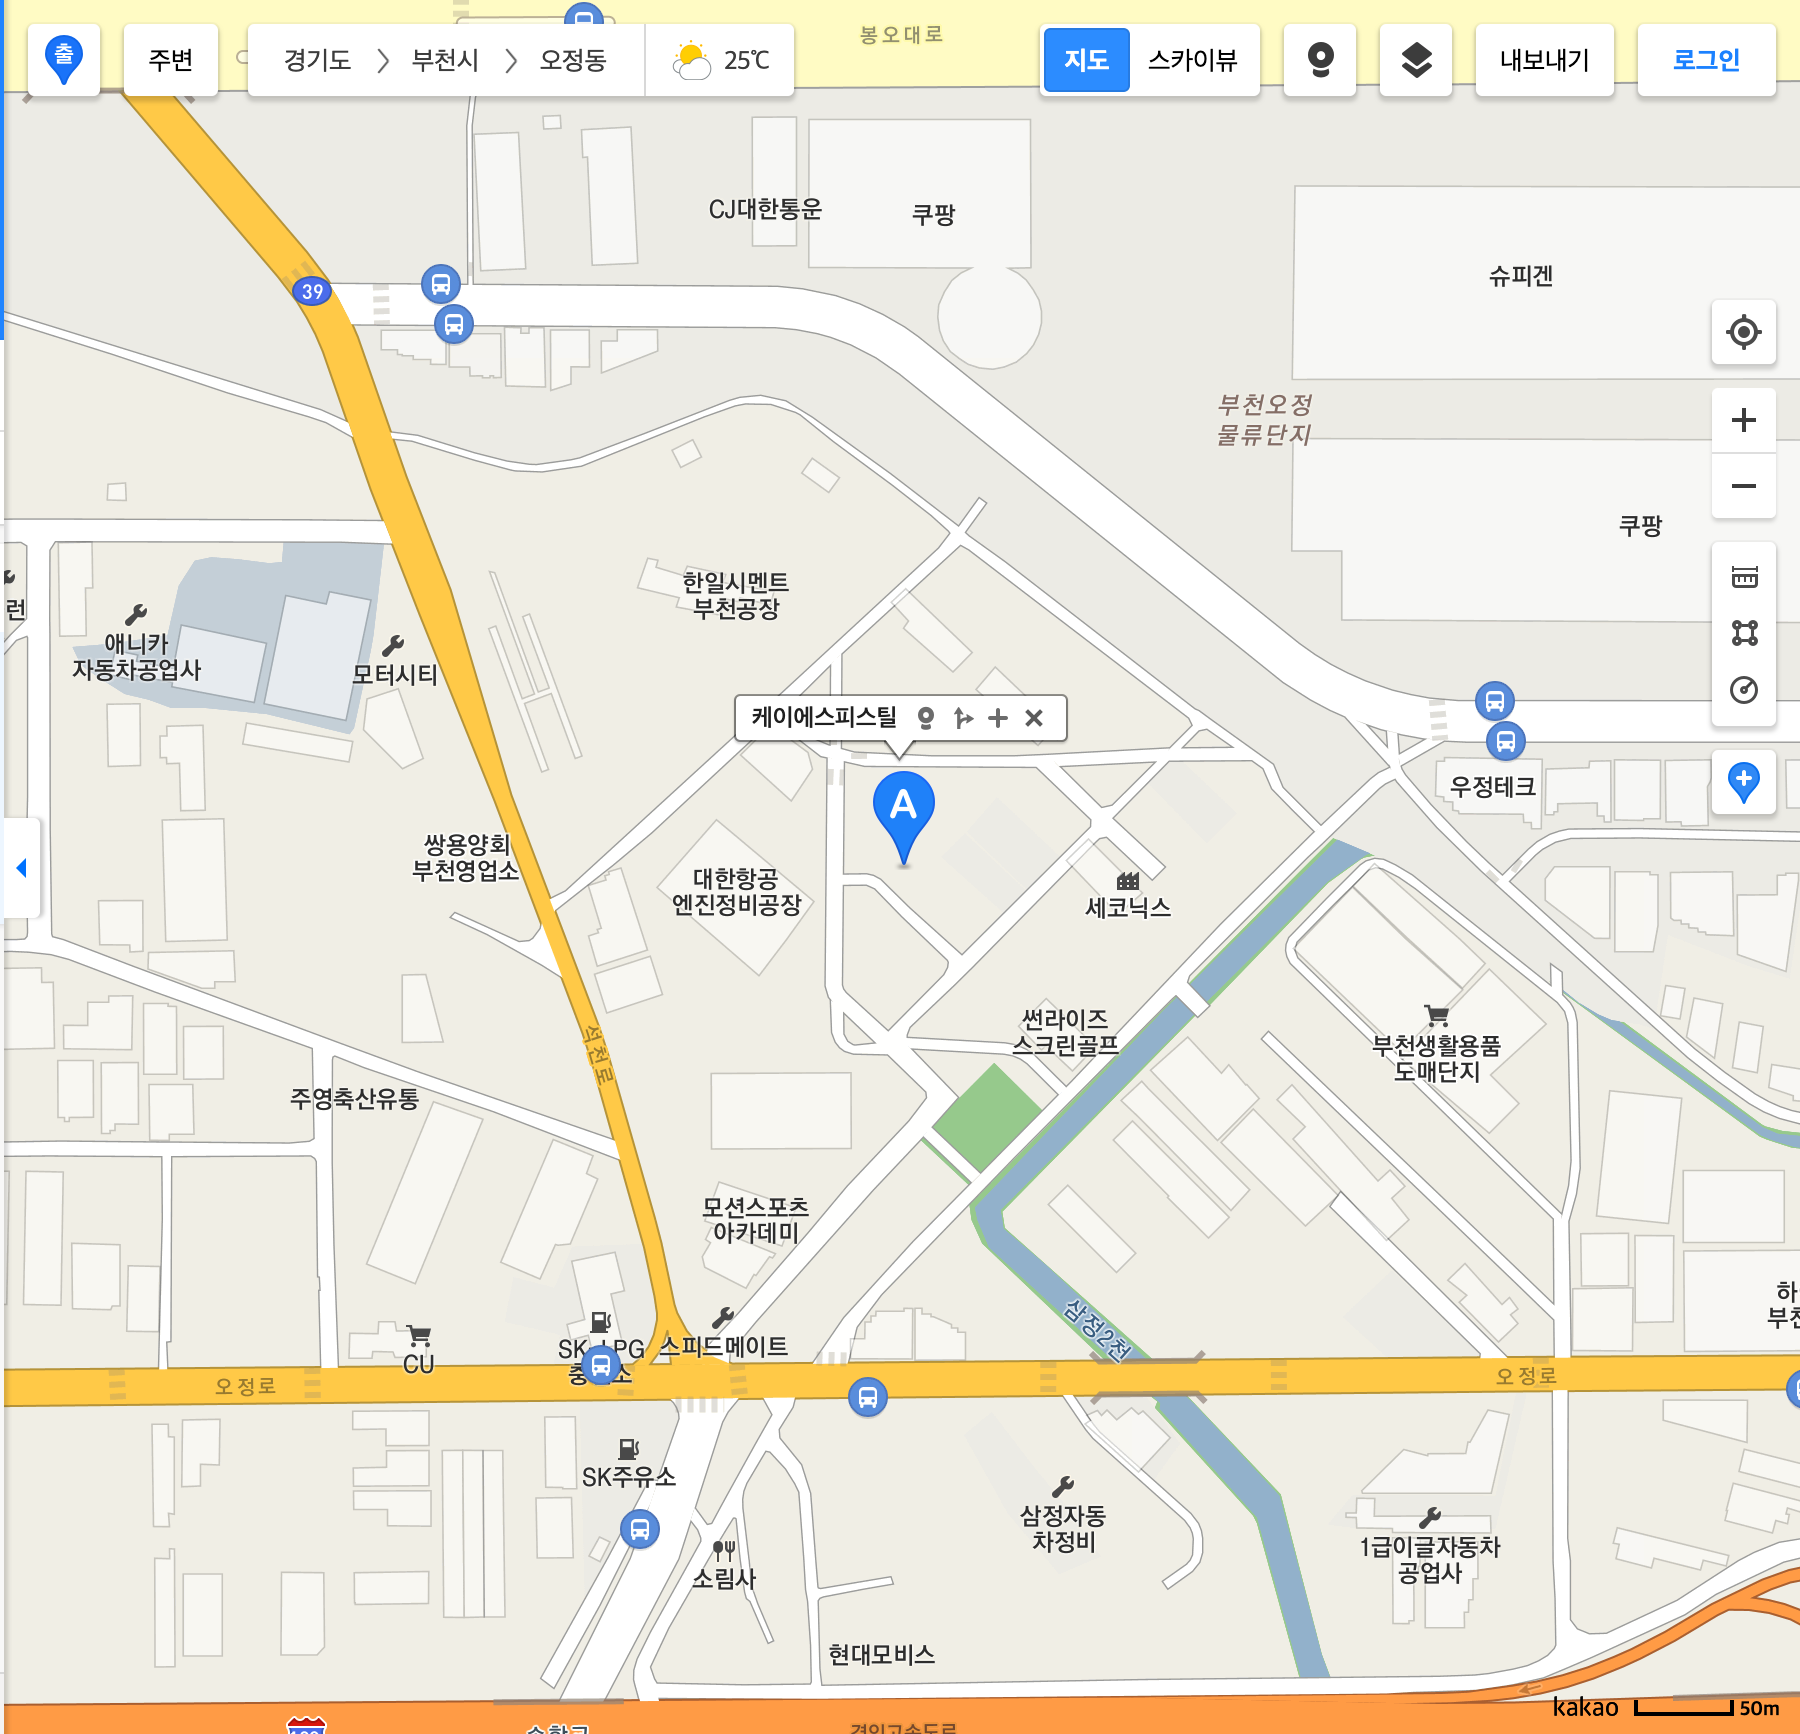 봉오대로
출
주변
경기도
부천시
오정동
25℃
지도
스카이뷰
내보내기
로그인
CJ대한통운
쿠팡
슈피겐
39
부천오정
물류단지
쿠팡
한일시멘트
부천공장
런
애니카
자동차공업사
모터시티
케이에스피스틸
우정테크
A
쌍용양회
부천영업소
대한항공
엔진정비공장
세코닉스
썬라이즈
스크린골프
부천생활용품
도매단지
석천로
주영축산유통
모션스포츠
아카데미
하
부천
삼정2천
SK LPG
스피드메이트
CU
오정로
오정로
SK주유소
삼정자동
차정비
1급이글자동차
공업사
소림사
현대모비스
kakao
50m